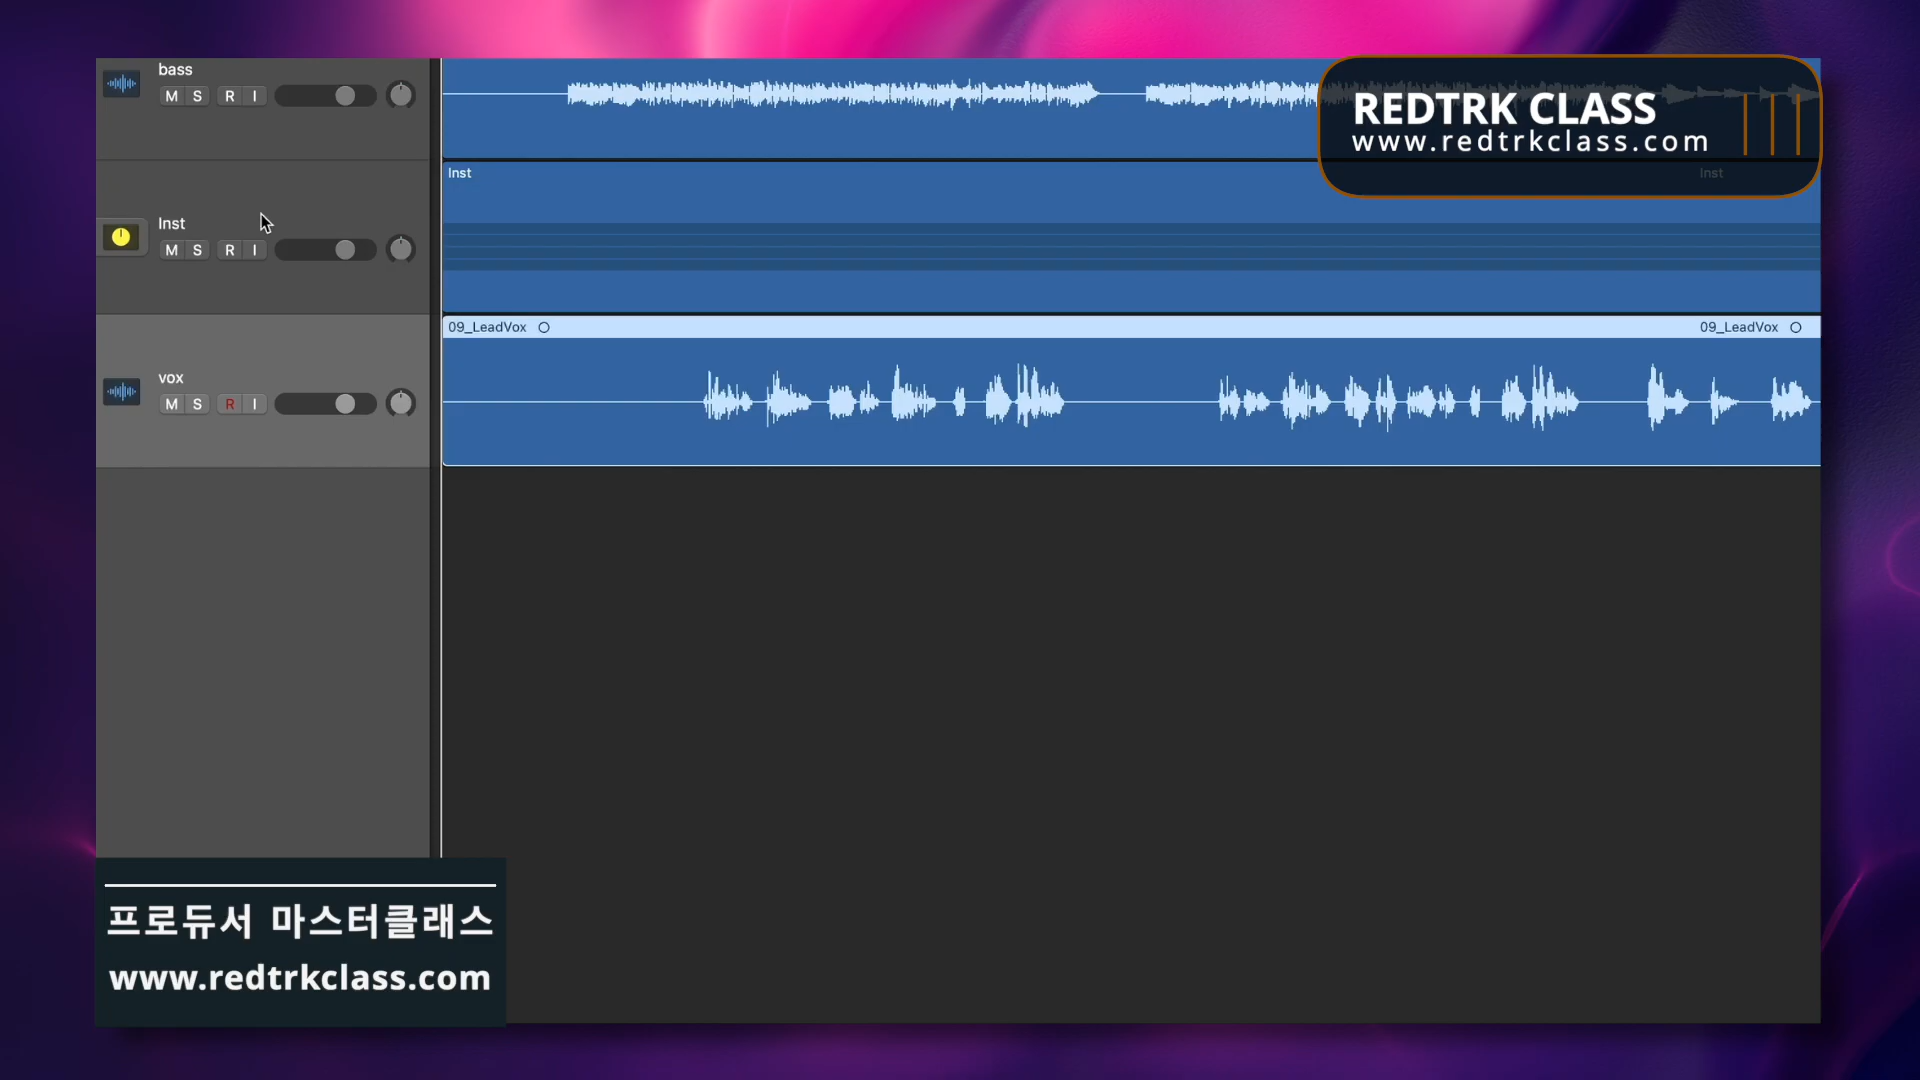 bass
M S R I
REDTRK CLASS
www.redtrkclass.com
Inst
Inst
Inst
M S R I
09_LeadVox
09_LeadVox
vox
M S R I
프로듀서 마스터클래스
www.redtrkclass.com